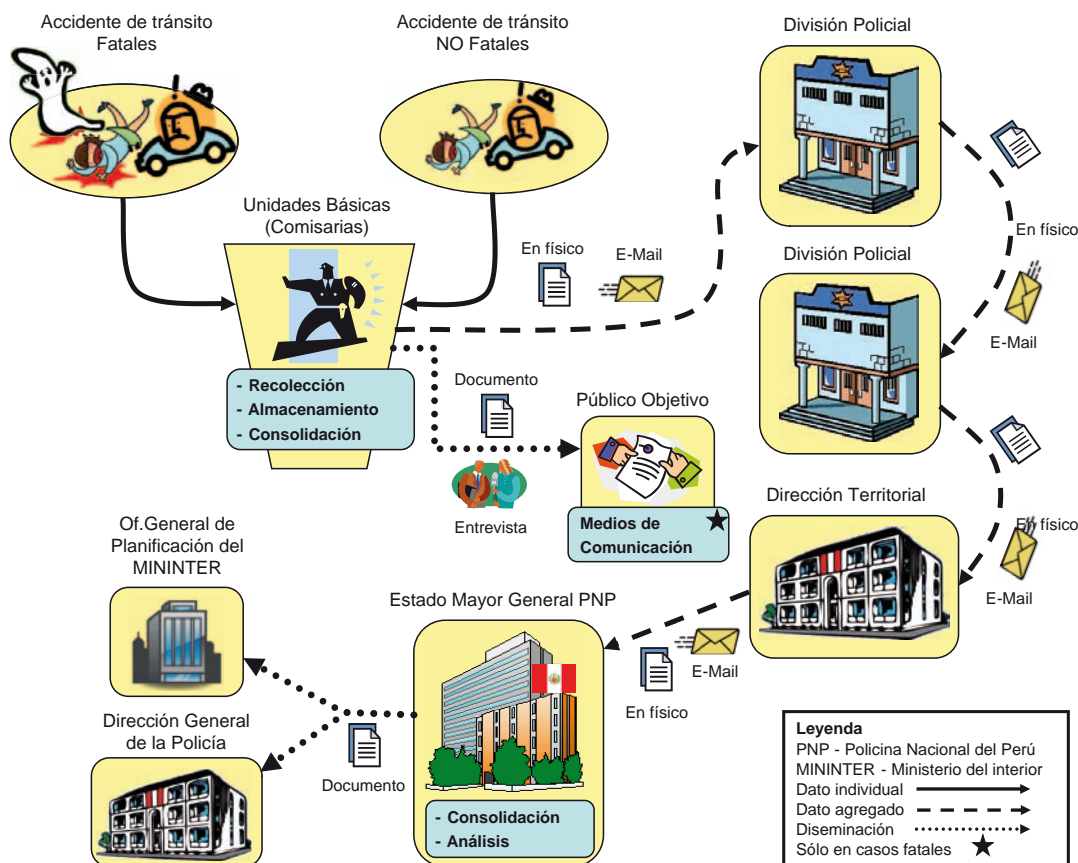 Accidente de tránsito
Fatales
Accidente de tránsito
NO Fatales
División Policial
Unidades Básicas
(Comisarias)
En físico
E-Mail
En físico
E-Mail
División Policial
- Recolección
- Almacenamiento
- Consolidación
Documento
Entrevista
Público Objetivo
Medios de
Comunicación
Dirección Territorial
En físico
E-Mail
Of.General de
Planificación del
MININTER
Estado Mayor General PNP
E-Mail
En físico
Dirección General
de la Policía
Documento
- Consolidación
- Análisis
Leyenda
PNP - Policina Nacional del Perú
MININTER - Ministerio del interior
Dato individual
Dato agregado
Diseminación
Sólo en casos fatales